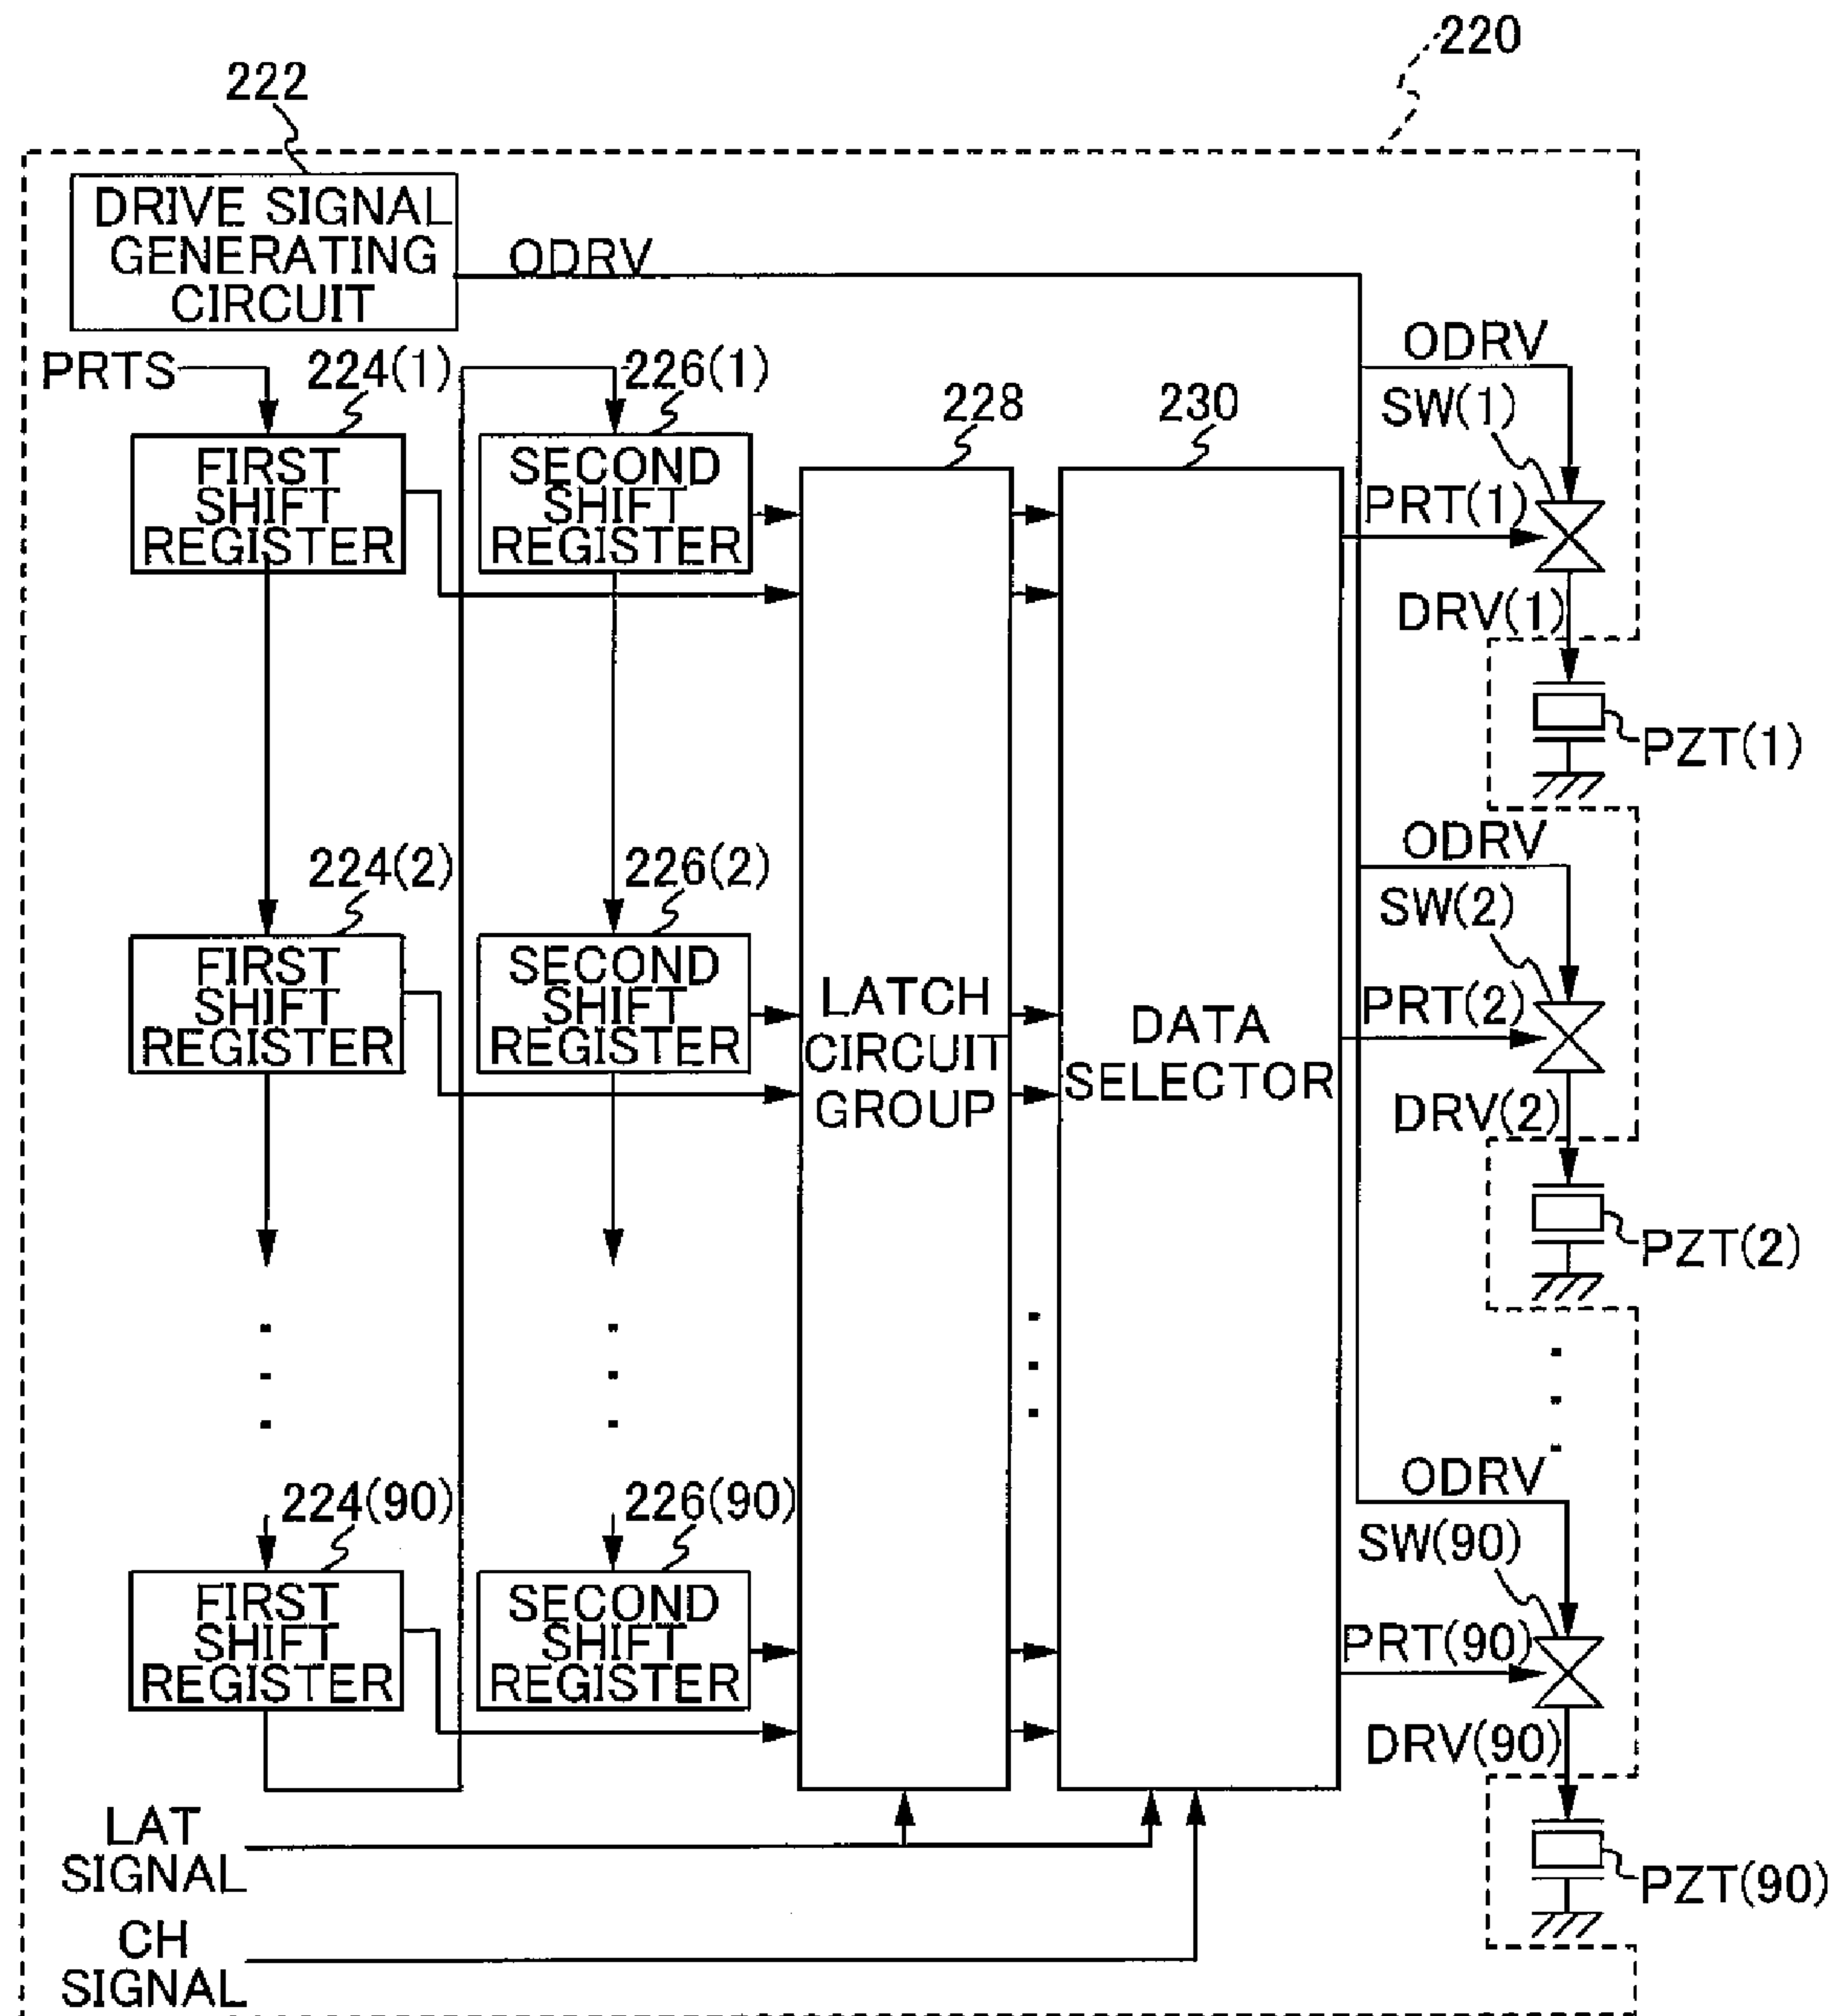 220
222
DRIVE SIGNAL
GENERATING
CIRCUIT
ODRV
PRTS
224(1)
226(1)
228
230
ODRV
SW(1)
FIRST
SHIFT
REGISTER
SECOND
SHIFT
REGISTER
PRT(1)
DRV(1)
PZT(1)
224(2)
226(2)
ODRV
SW(2)
FIRST
SHIFT
REGISTER
SECOND
SHIFT
REGISTER
LATCH
CIRCUIT
GROUP
DATA
SELECTOR
PRT(2)
DRV(2)
PZT(2)
224(90)
226(90)
ODRV
SW(90)
FIRST
SHIFT
REGISTER
SECOND
SHIFT
REGISTER
PRT(90)
DRV(90)
PZT(90)
LAT
SIGNAL
CH
SIGNAL